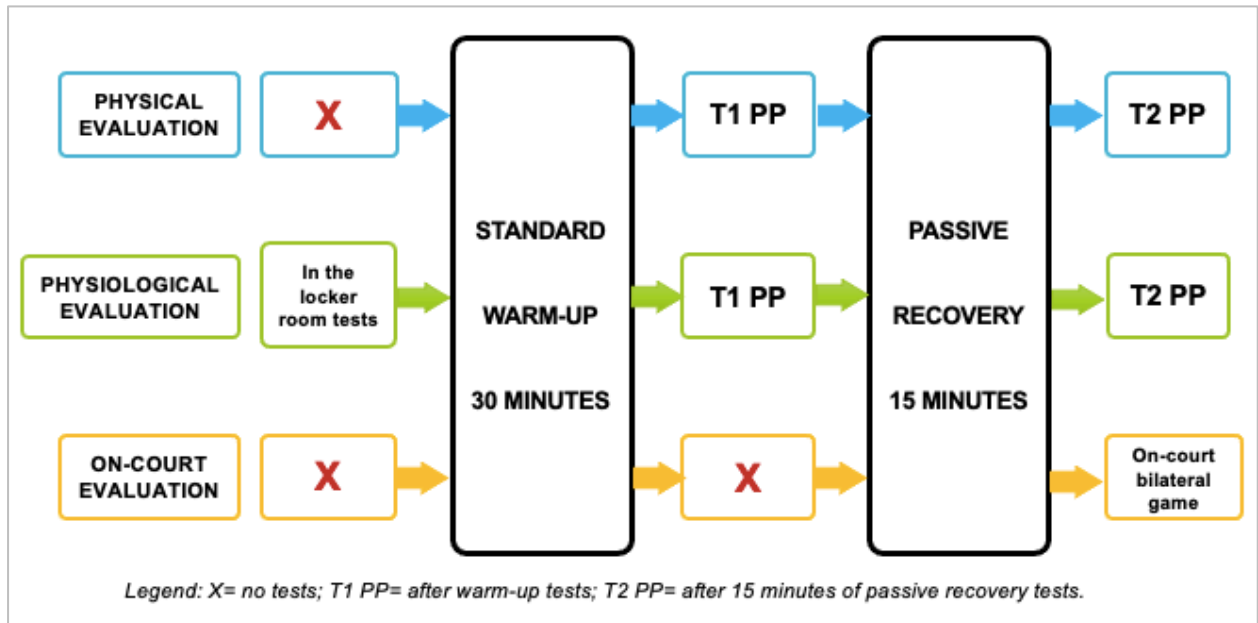 PHYSICAL
EVALUATION
X
T1 PP
T2 PP
STANDARD
WARM-UP
30 MINUTES
PASSIVE
RECOVERY
15 MINUTES
PHYSIOLOGICAL
EVALUATION
In the
locker
room tests
T1 PP
T2 PP
ON-COURT
EVALUATION
X
X
On-court
bilateral
game
Legend: X= no tests; T1 PP= after warm-up tests; T2 PP= after 15 minutes of passive recovery tests.